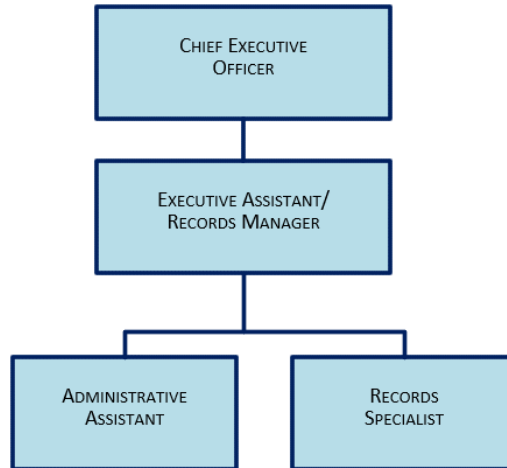 Chief Executive
Officer
Executive Assistant/
Records Manager
Administrative
Assistant
Records
Specialist